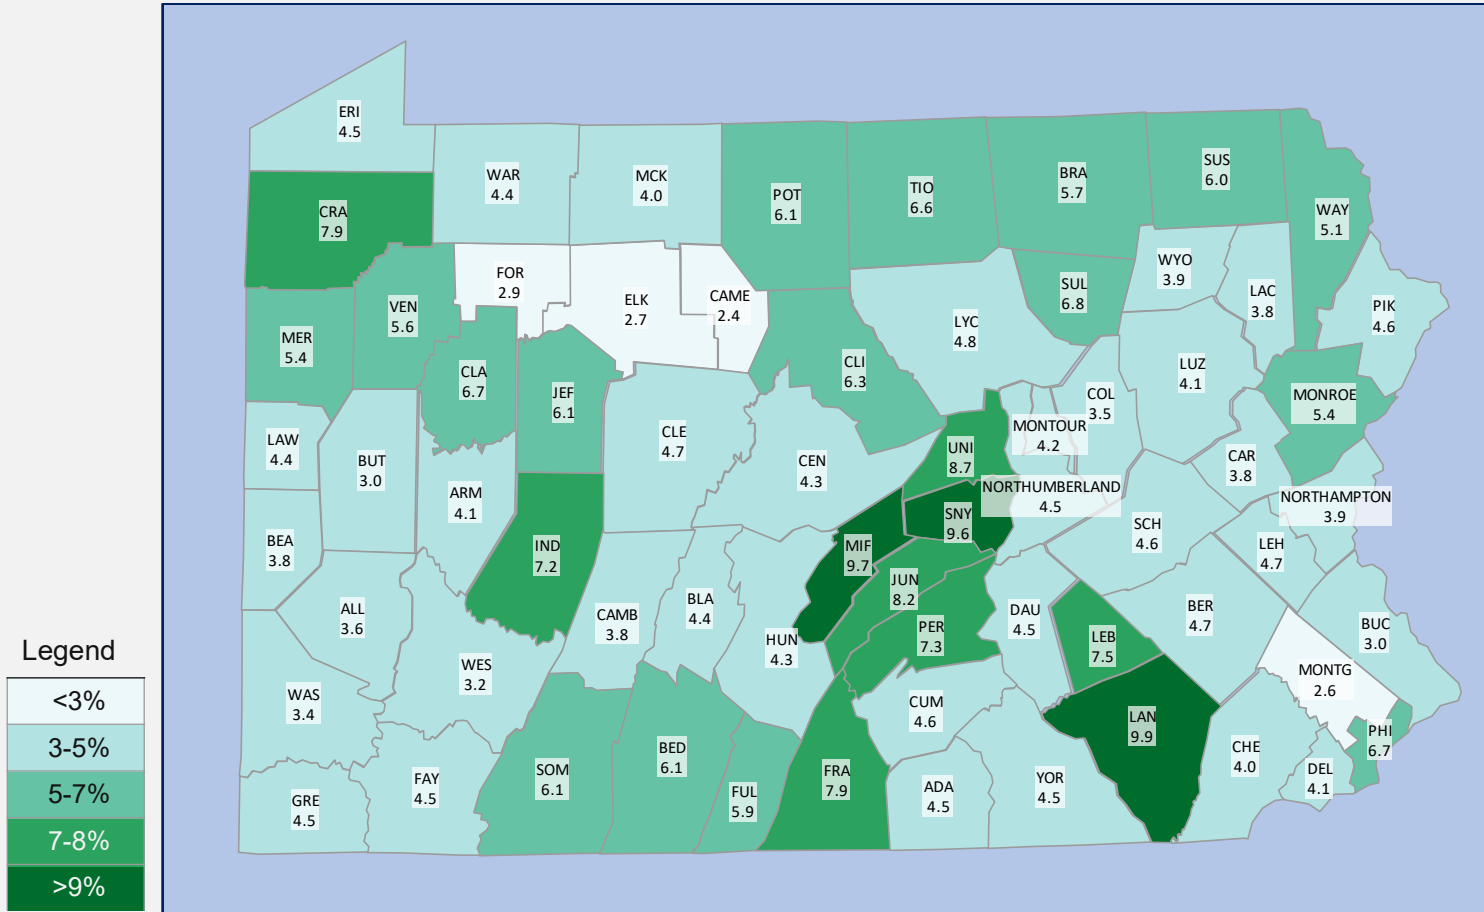 ERI
4.5
WAR
4.4
MCK
4.0
POT
6.1
TIO
6.6
BRA
5.7
SUS
6.0
WAY
5.1
CRA
7.9
FOR
2.9
ELK
2.7
CAME
2.4
WYO
3.9
LAC
3.8
PIK
4.6
SUL
6.8
VEN
5.6
MER
5.4
CLA
6.7
JEF
6.1
CLI
6.3
LYC
4.8
LUZ
4.1
MONROE
5.4
COL
3.5
MONTOUR
4.2
LAW
4.4
BUT
3.0
CLE
4.7
CEN
4.3
UNI
8.7
CAR
3.8
ARM
4.1
NORTHUMBERLAND
4.5
NORTHAMPTON
3.9
SNY
9.6
SCH
4.6
BEA
3.8
IND
7.2
MIF
9.7
LEH
4.7
JUN
8.2
ALL
3.6
CAMB
3.8
BLA
4.4
HUN
4.3
PER
7.3
DAU
4.5
LEB
7.5
BER
4.7
BUC
3.0
WAS
3.4
WES
3.2
CUM
4.6
LAN
9.9
MONTG
2.6
PHI
6.7
GRE
4.5
FAY
4.5
SOM
6.1
BED
6.1
FUL
5.9
FRA
7.9
ADA
4.5
YOR
4.5
CHE
4.0
DEL
4.1
Legend
<3%
3-5%
5-7%
7-8%
>9%